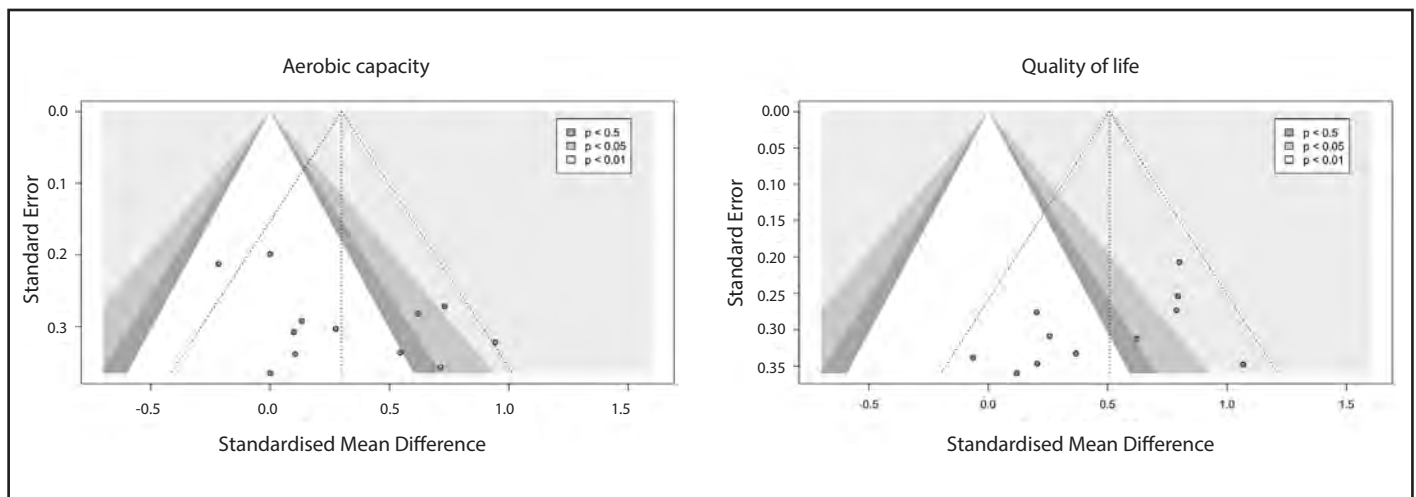 Aerobic capacity
0.0
0.1
0.2
0.3
Standard Error
p < 0.5
p < 0.05
p < 0.01
-0.5
0.0
0.5
1.0
1.5
Standardised Mean Difference
Quality of life
0.00
0.05
0.10
0.15
0.20
0.25
0.30
0.35
Standard Error
p < 0.5
p < 0.05
p < 0.01
-0.5
0.0
0.5
1.0
1.5
Standardised Mean Difference